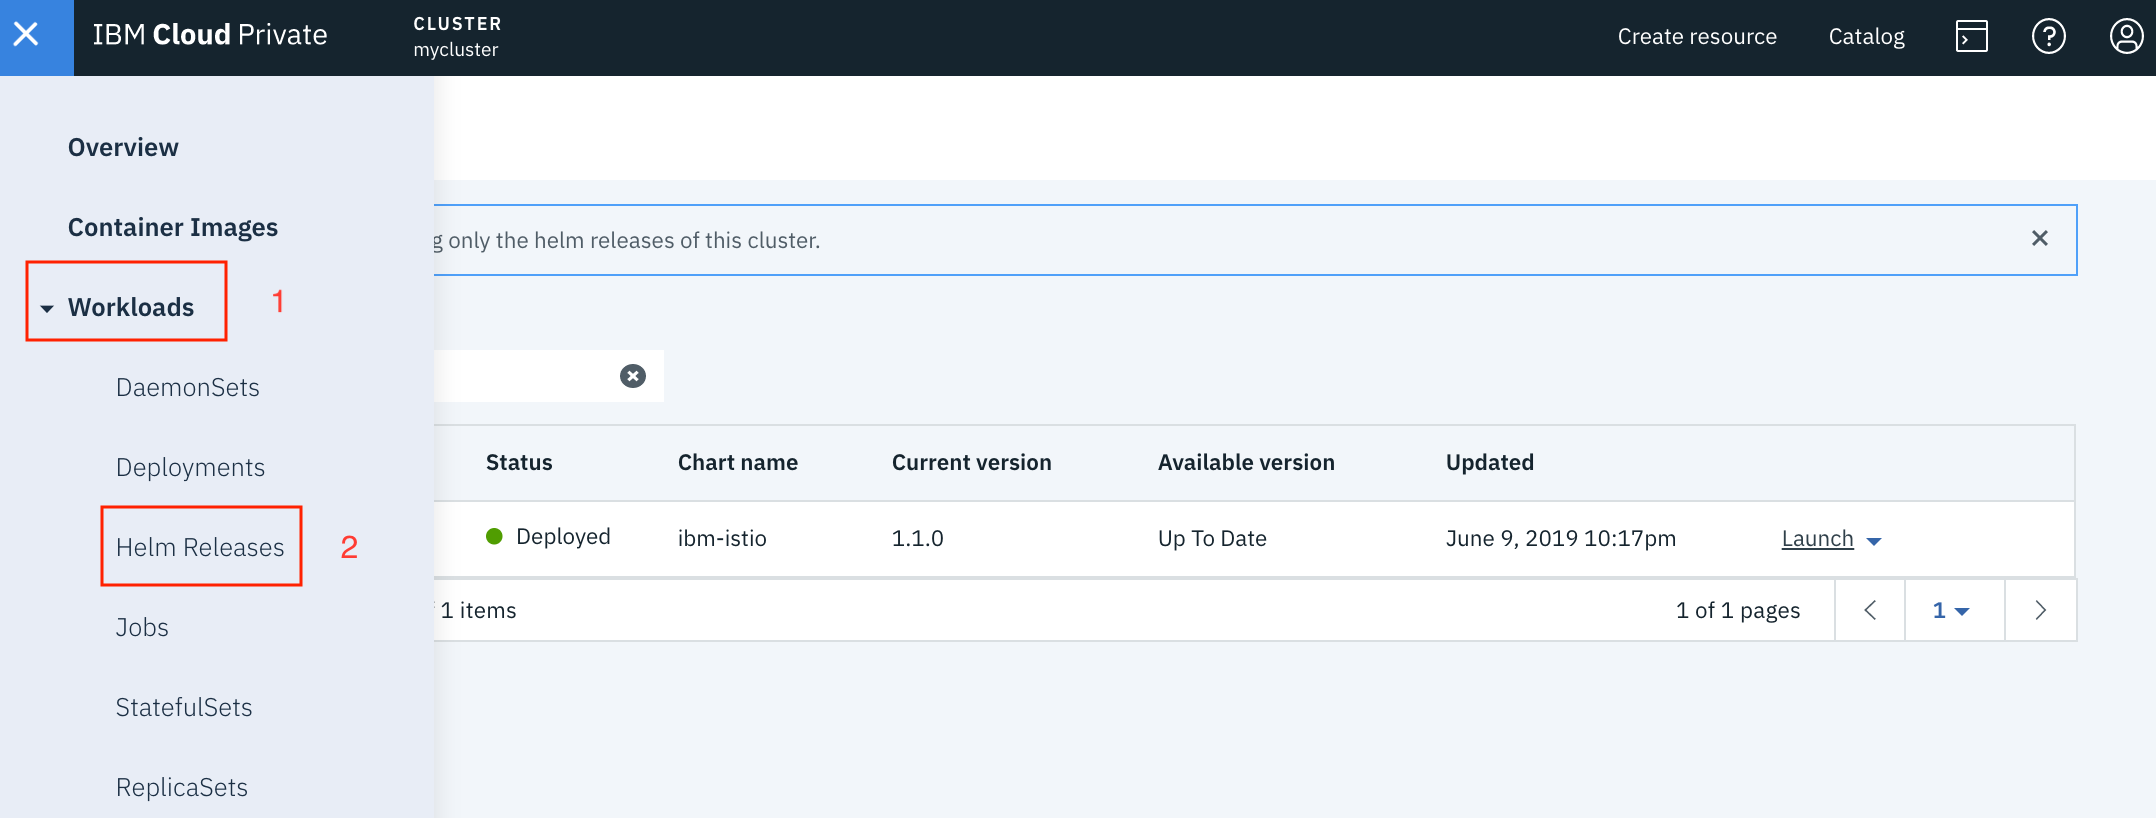 IBM Cloud Private
CLUSTER
mycluster
Create resource
Catalog
Overview
Container Images
Workloads
1
DaemonSets
Deployments
Helm Releases
2
Jobs
StatefulSets
ReplicaSets
only the helm releases of this cluster.
Status Chart name Current version Available version Updated
Deployed ibm-istio 1.1.0 Up To Date June 9, 2019 10:17pm Launch
1 items
1 of 1 pages
1